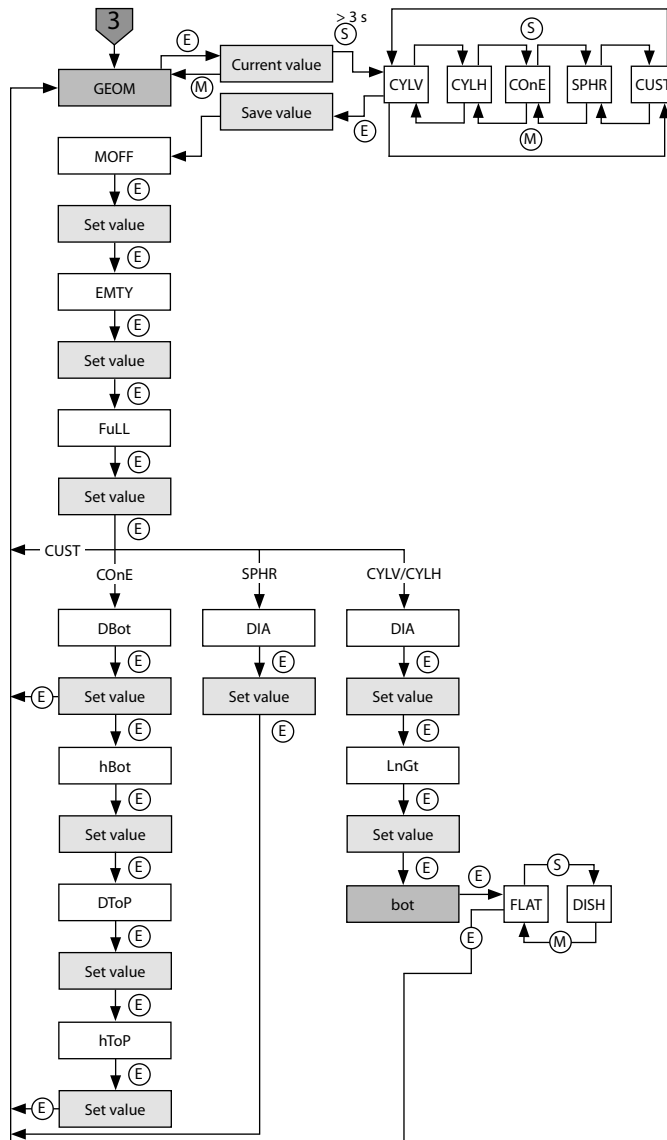 3
> 3 s
E
S
S
GEOM
Current value
CYLV
CYLH
COnE
SPHR
CUST
M
Save value
E
M
MOFF
E
Set value
E
EMTY
E
Set value
E
FuLL
E
Set value
E
CUST
COnE
SPHR
CYLV/CYLH
DBot
DIA
DIA
E
E
E
E
Set value
Set value
Set value
E
E
E
hBot
LnGt
E
E
Set value
Set value
E
E
E
S
DToP
bot
FLAT
DISH
E
E
M
Set value
E
hToP
E
E
Set value